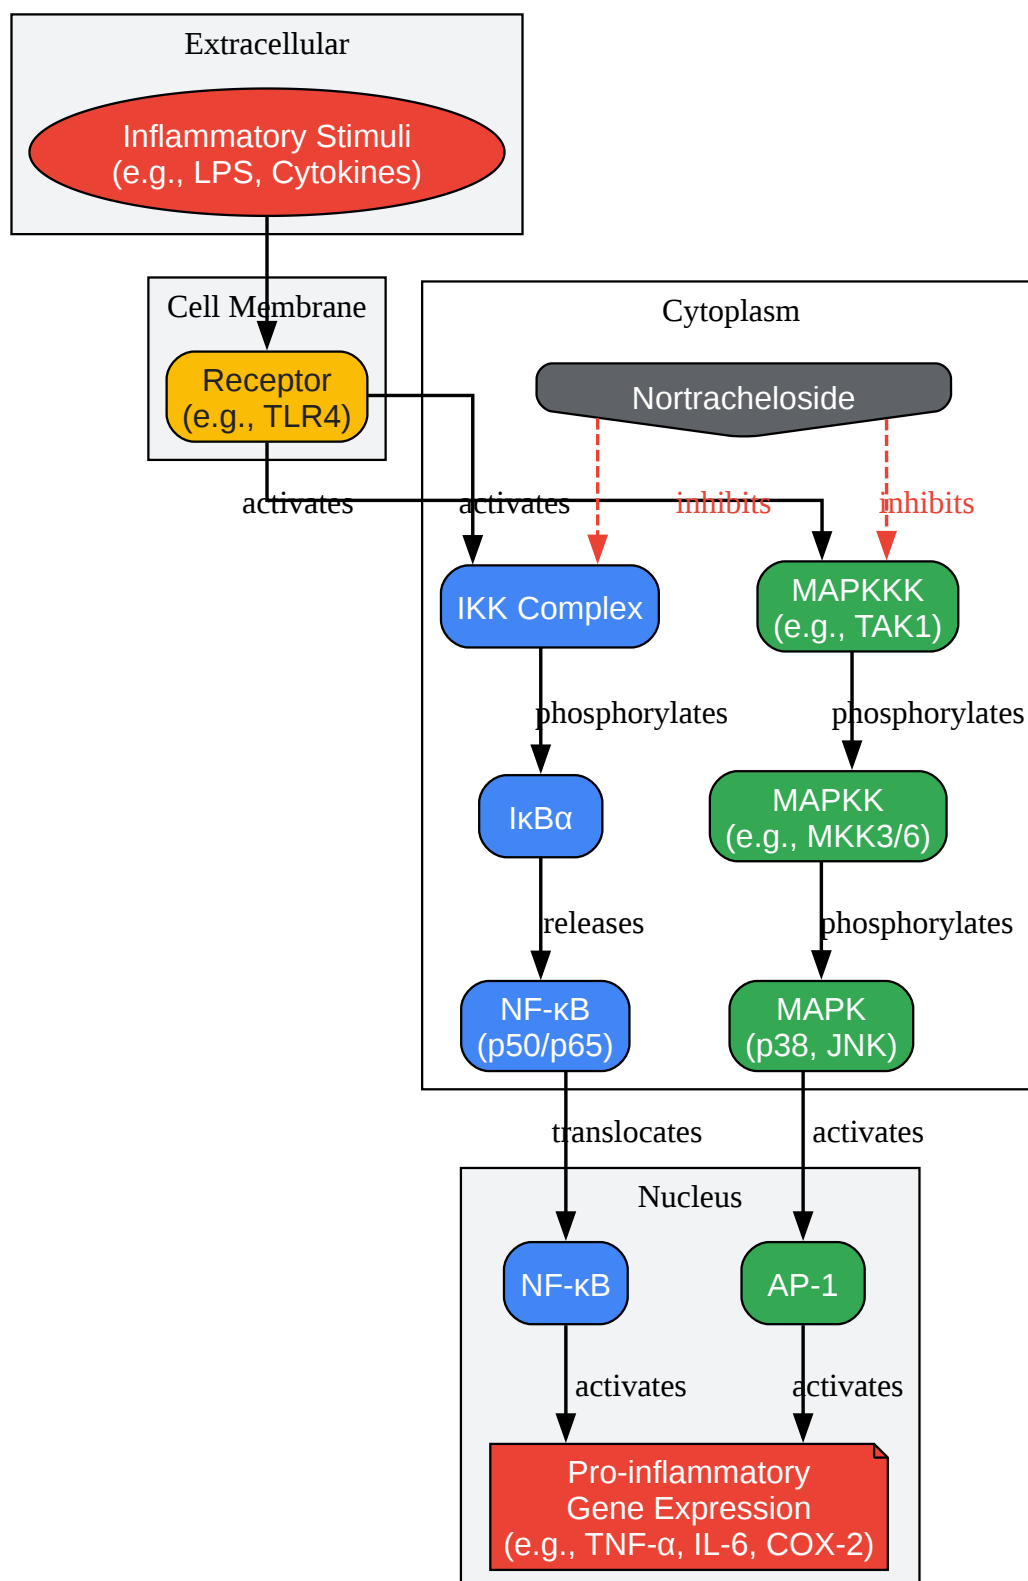 Extracellular
Inflammatory Stimuli
(e.g., LPS, Cytokines)
Cell Membrane
Receptor
(e.g., TLR4)
Cytoplasm
Nortracheloside
activates
activates
inhibits
inhibits
IKK Complex
MAPKKK
(e.g., TAK1)
phosphorylates
phosphorylates
IκBα
MAPKK
(e.g., MKK3/6)
releases
phosphorylates
NF-κB
(p50/p65)
MAPK
(p38, JNK)
translocates
activates
Nucleus
NF-κB
AP-1
activates
activates
Pro-inflammatory
Gene Expression
(e.g., TNF-α, IL-6, COX-2)